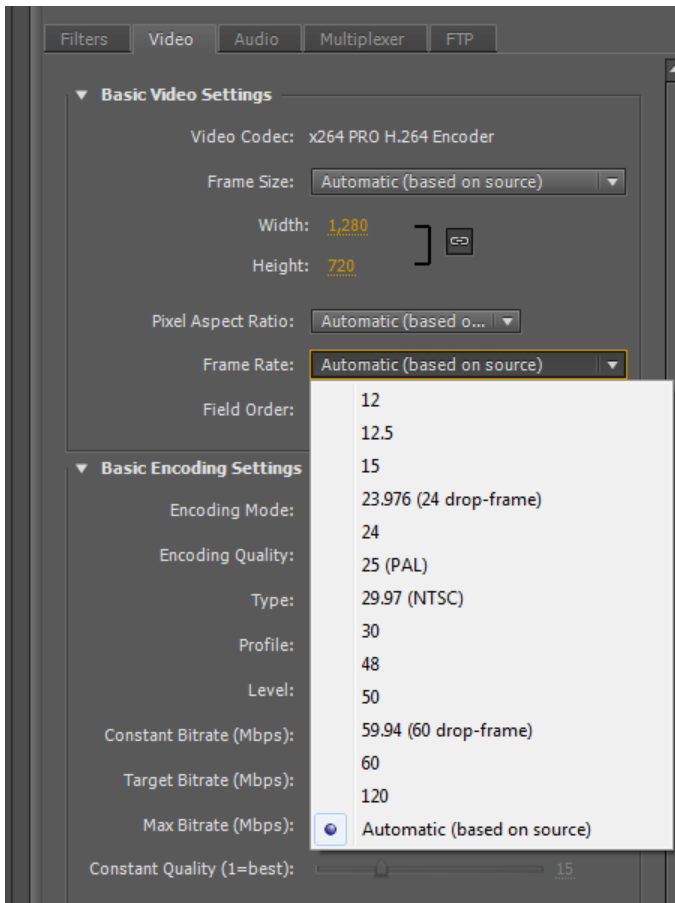 Filters Video Audio Multiplexer FTP
Basic Video Settings
Video Codec: x264 PRO H.264 Encoder
Frame Size: Automatic (based on source)
Width: 1,280
Height: 720
Pixel Aspect Ratio: Automatic (based o...
Frame Rate: Automatic (based on source)
Field Order:
12
12.5
15
23.976 (24 drop-frame)
24
25 (PAL)
29.97 (NTSC)
30
48
50
59.94 (60 drop-frame)
60
120
Automatic (based on source)
Basic Encoding Settings
Encoding Mode:
Encoding Quality:
Type:
Profile:
Level:
Constant Bitrate (Mbps):
Target Bitrate (Mbps):
Max Bitrate (Mbps):
Constant Quality (1=best): 15